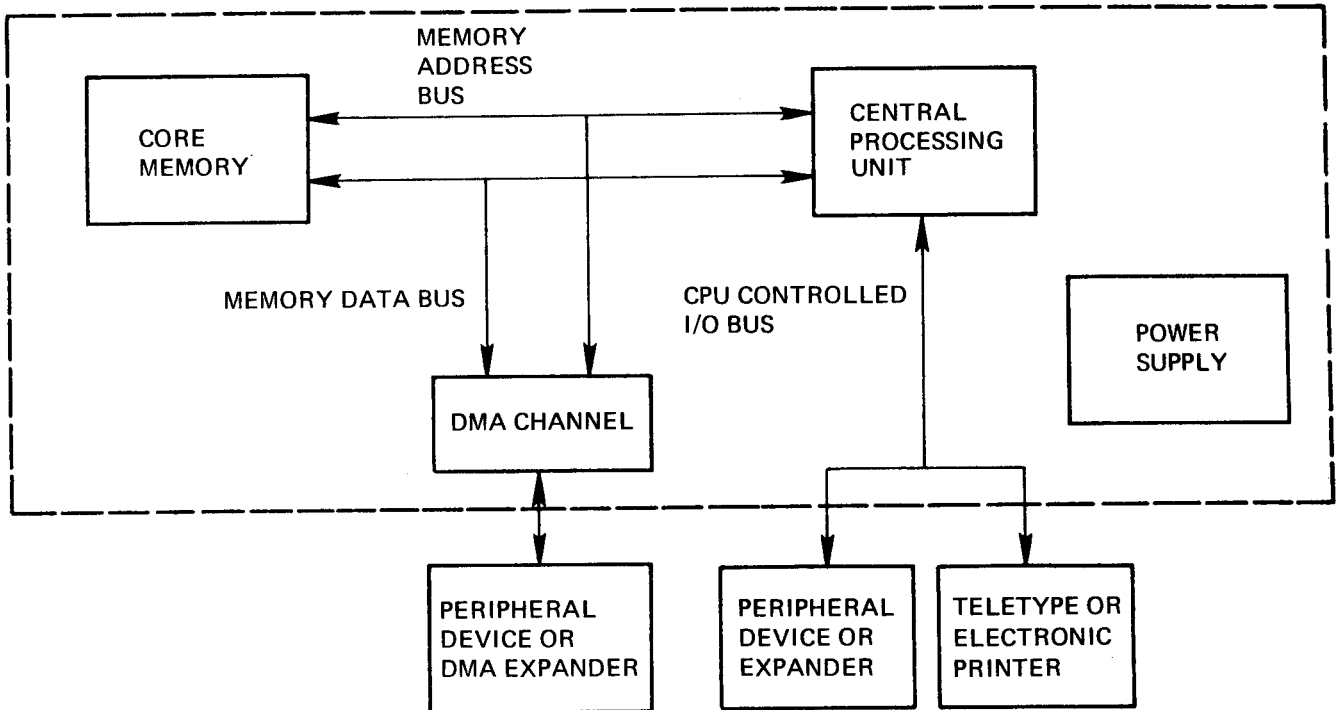 MEMORY
ADDRESS
BUS
CORE
MEMORY
CENTRAL
PROCESSING
UNIT
MEMORY DATA BUS
CPU CONTROLLED
I/O BUS
POWER
SUPPLY
DMA CHANNEL
PERIPHERAL
DEVICE OR
DMA EXPANDER
PERIPHERAL
DEVICE OR
EXPANDER
TELETYPE OR
ELECTRONIC
PRINTER